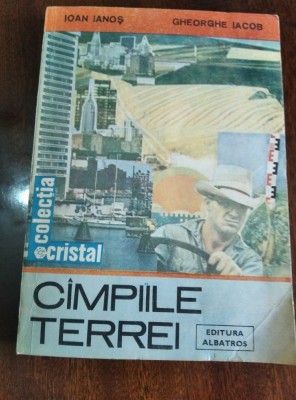 IOAN IANOȘ
GHEORGHE IACOB
colecția
cristal
CÎMPIILE
TERREI
EDITURA
ALBATROS